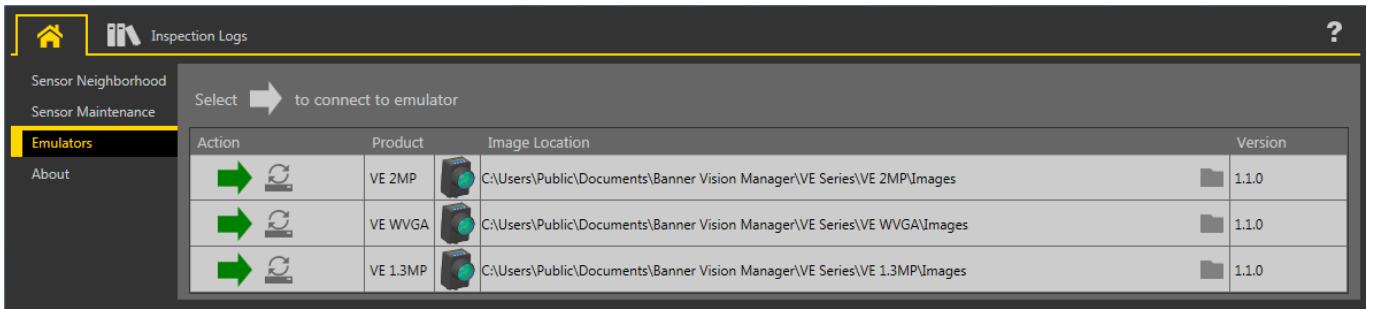 Inspection Logs
?
Sensor Neighborhood
Sensor Maintenance
Emulators
About
Select to connect to emulator
Action Product Image Location Version
VE 2MP C:\Users\Public\Documents\Banner Vision Manager\VE Series\VE 2MP\Images 1.1.0
VE WVGA C:\Users\Public\Documents\Banner Vision Manager\VE Series\VE WVGA\Images 1.1.0
VE 1.3MP C:\Users\Public\Documents\Banner Vision Manager\VE Series\VE 1.3MP\Images 1.1.0